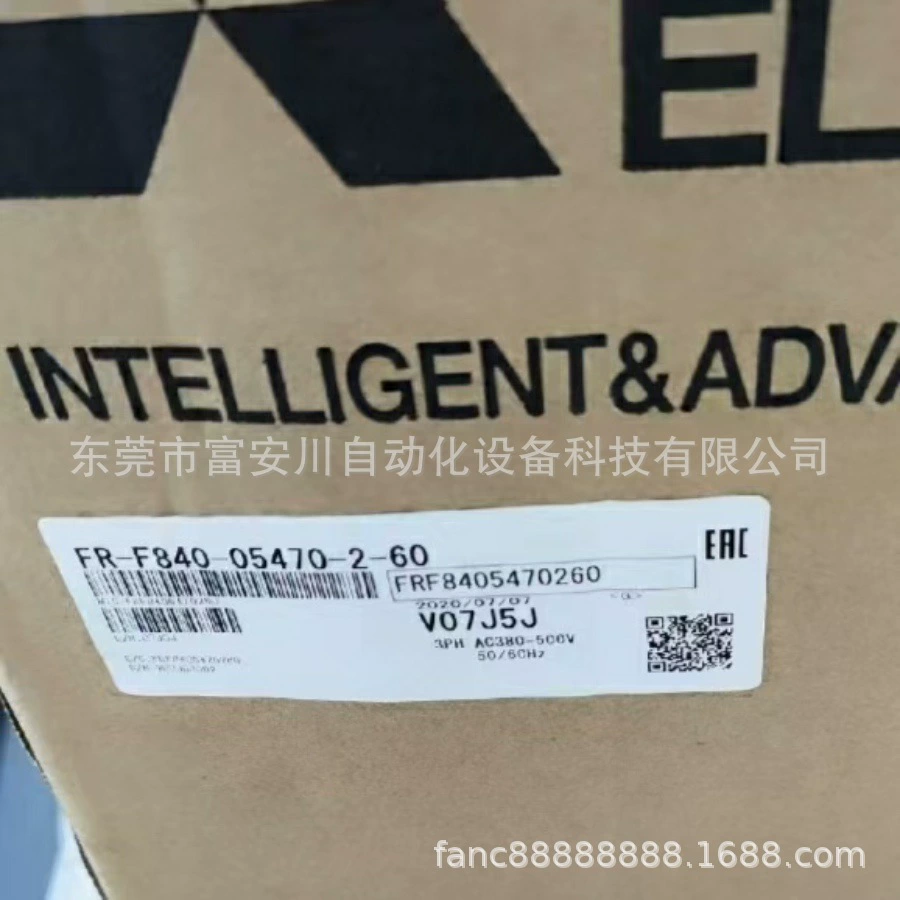 EL
INTELLIGENT&ADVA
东莞市富安川自动化设备科技有限公司
FR-F840-05470-2-60
EAC
FRF8405470260
2020/07/07
V07J5J
3PH AC380-500V
50/60Hz
fanc88888888.1688.com